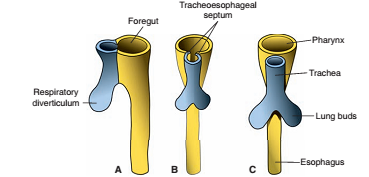 Tracheoesophageal
septum
Foregut
Pharynx
Trachea
Respiratory
diverticulum
Lung buds
Esophagus
A
B
C